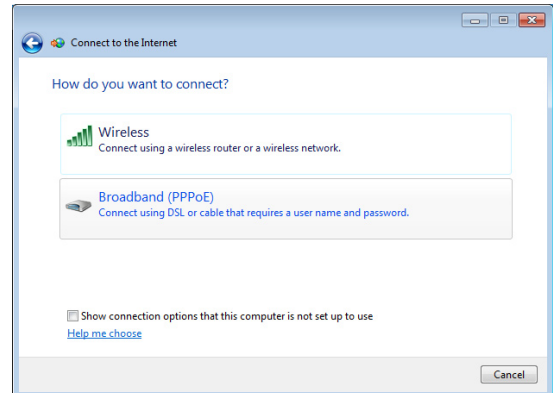 Connect to the Internet
How do you want to connect?
Wireless
Connect using a wireless router or a wireless network.
Broadband (PPPoE)
Connect using DSL or cable that requires a user name and password.
Show connection options that this computer is not set up to use
Help me choose
Cancel